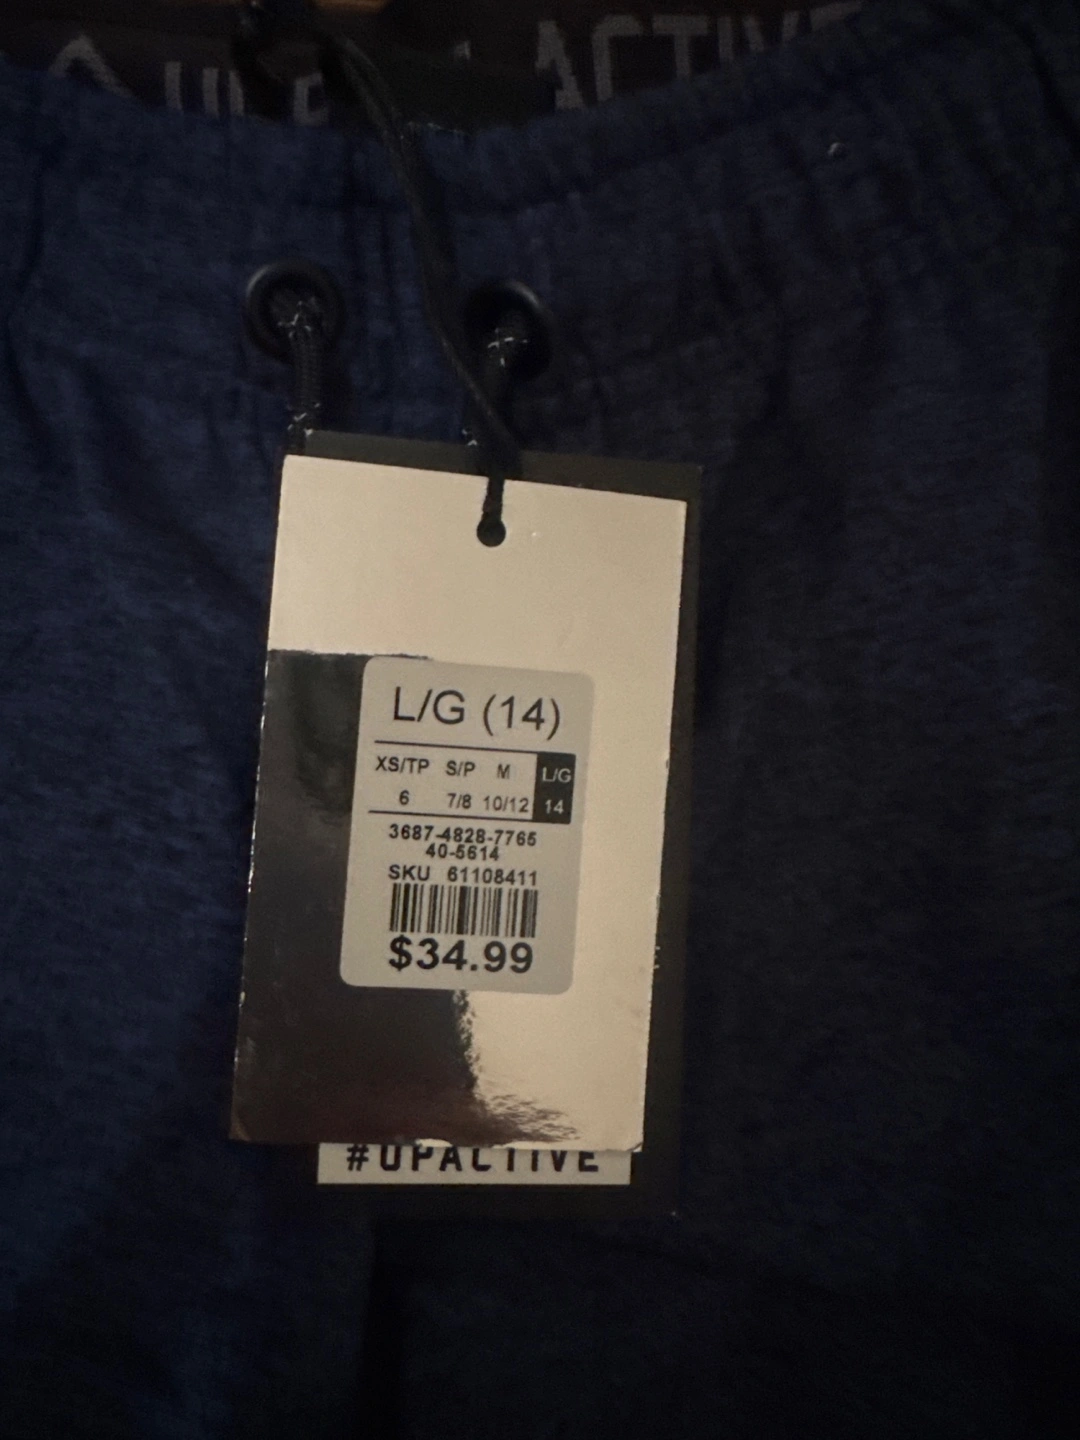 ACTIVE
L/G (14)
XS/TP S/P M L/G
6 7/8 10/12 14
3687-4828-7765
40-5614
SKU 61108411
$34.99
#UPACTIVE